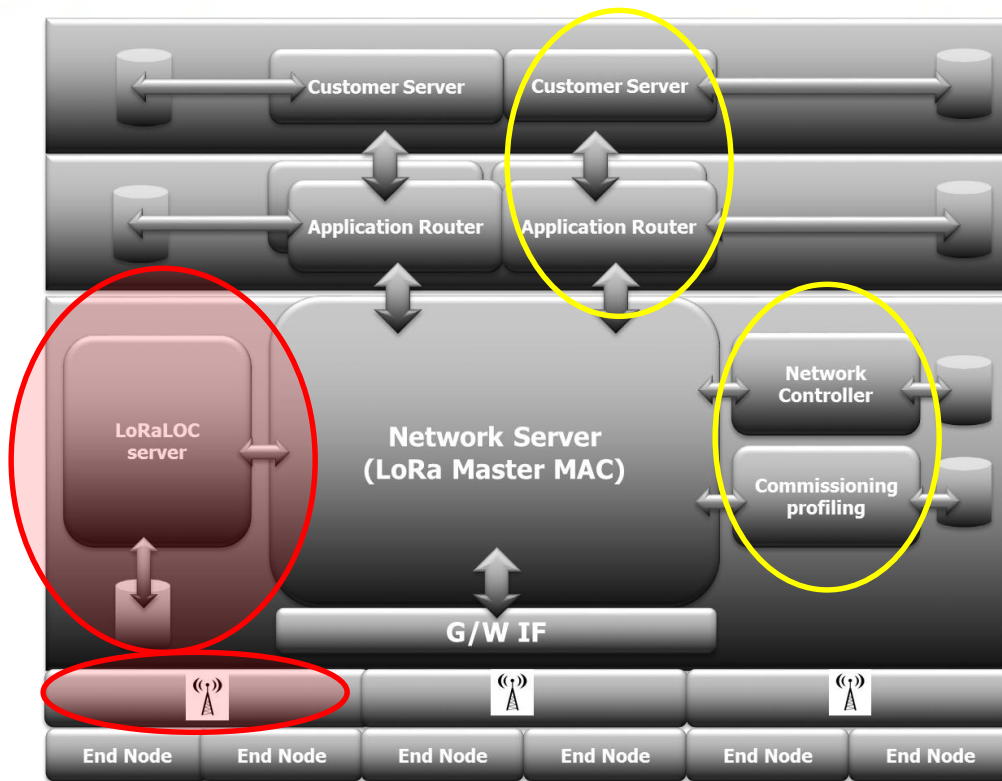 Customer Server
Customer Server
Application Router
Application Router
LoRaLOC
server
Network Server
(LoRa Master MAC)
Network
Controller
Commissioning
profiling
G/W IF
End Node
End Node
End Node
End Node
End Node
End Node